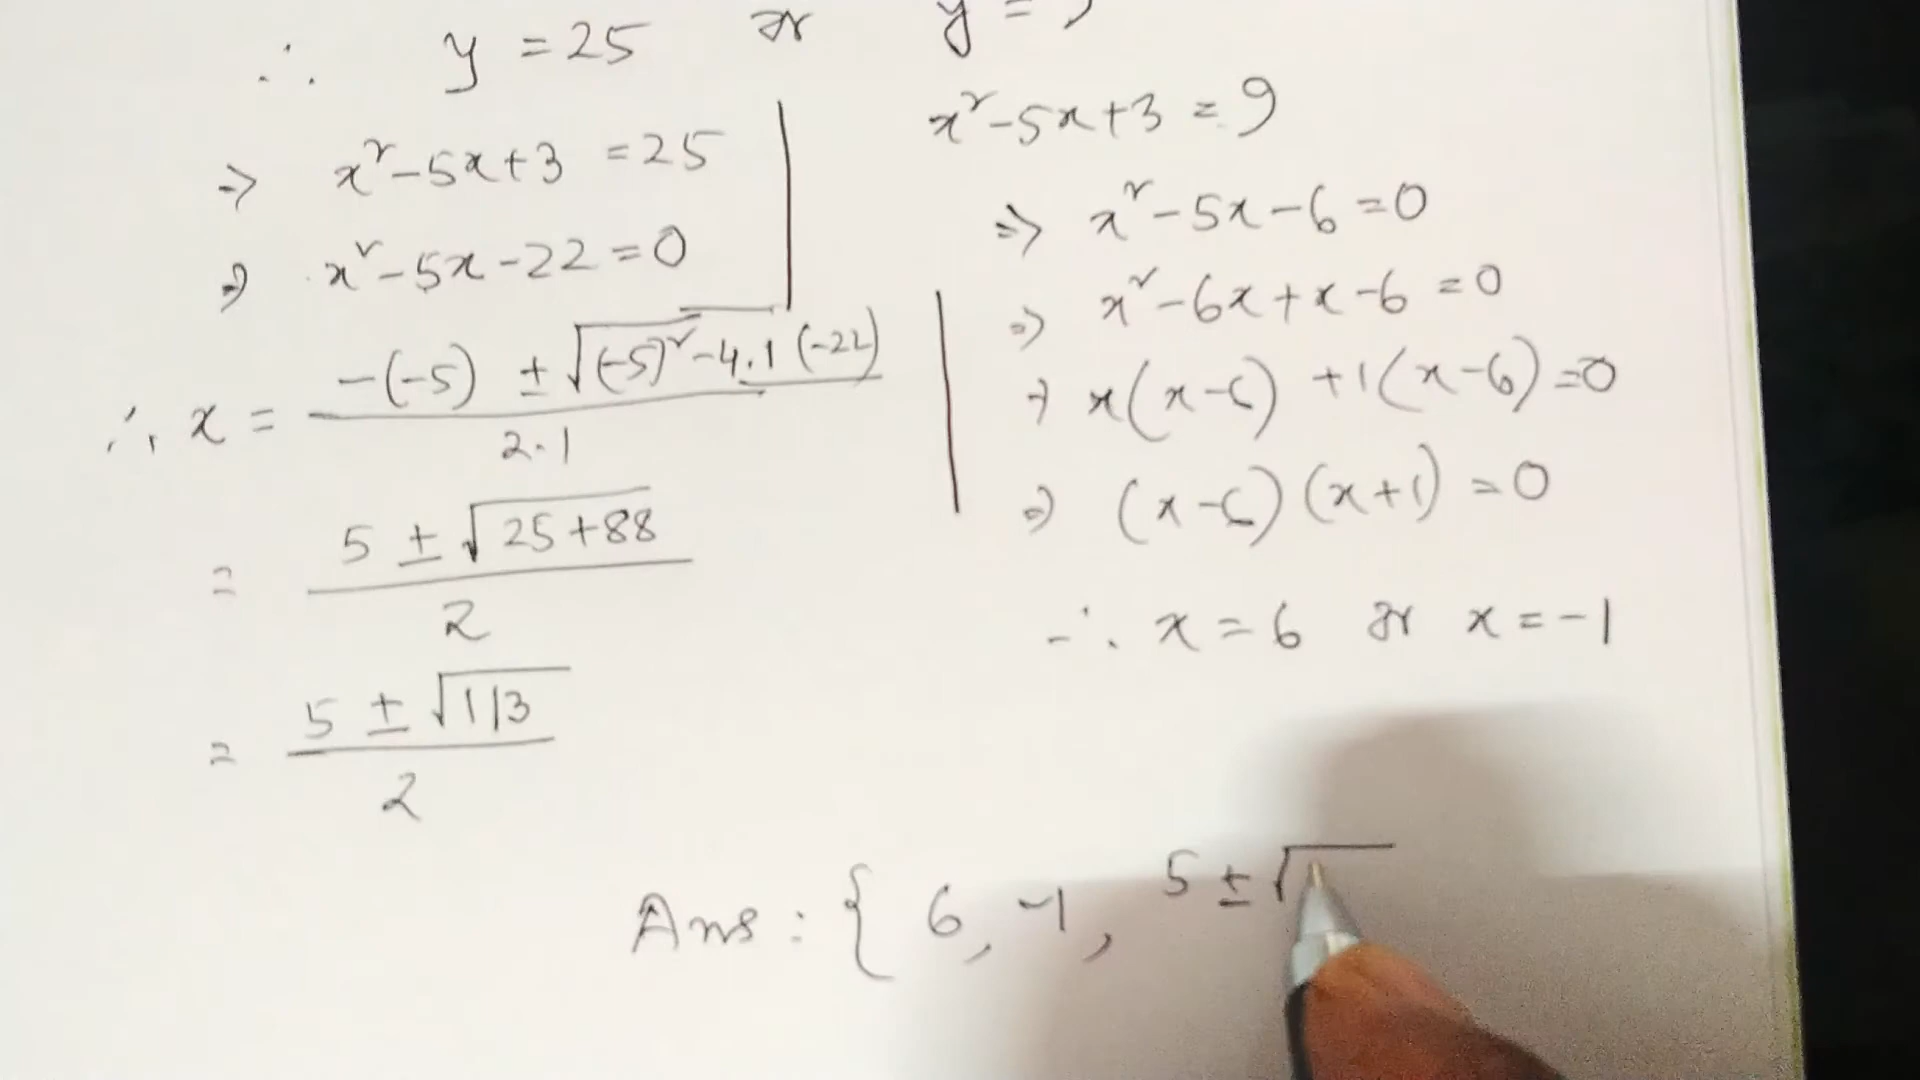 ∴ y = 25 or y = 9
⇒ x² - 5x + 3 = 25
⇒ x² - 5x - 22 = 0
∴ x = (-(-5) ± √((-5)² - 4.1 (-22))) / 2.1
= (5 ± √(25 + 88)) / 2
= (5 ± √113) / 2
x² - 5x + 3 = 9
⇒ x² - 5x - 6 = 0
⇒ x² - 6x + x - 6 = 0
⇒ x(x - 6) + 1(x - 6) = 0
⇒ (x - 6) (x + 1) = 0
∴ x = 6 or x = -1
Ans : { 6, -1, 5 ± √